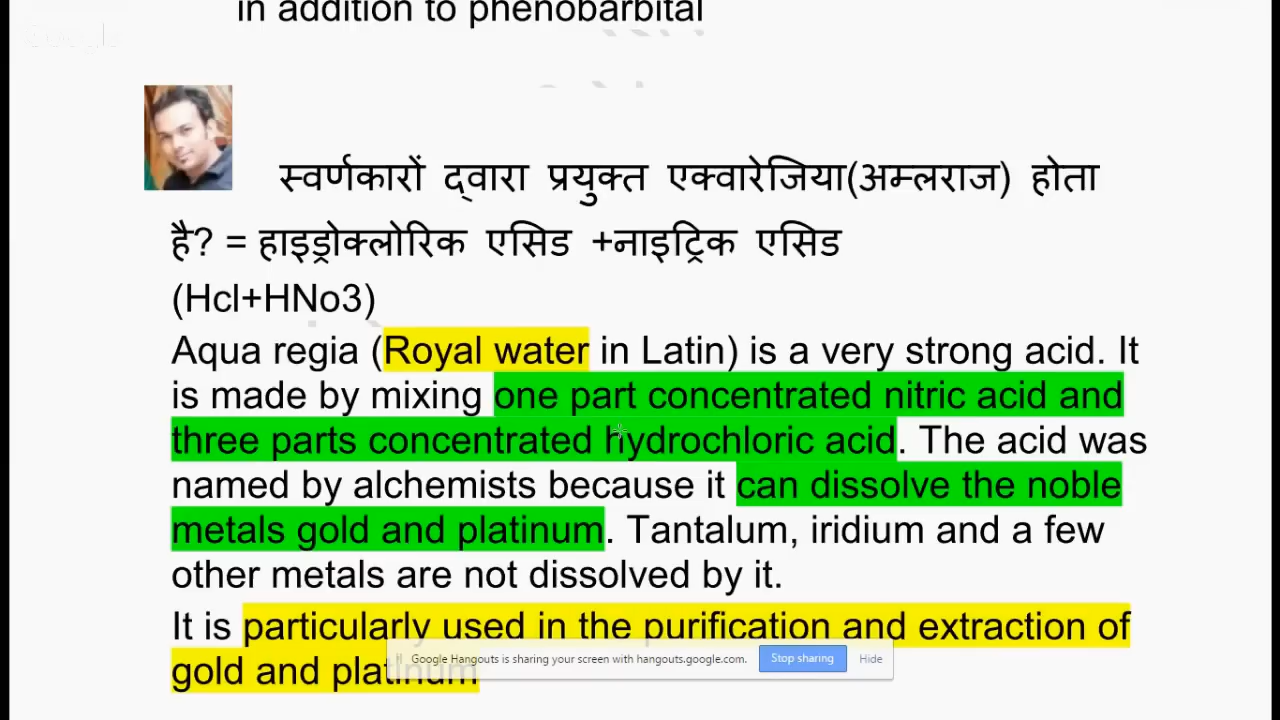 in addition to phenobarbital
स्वर्णकारों द्वारा प्रयुक्त एक्वारेजिया(अम्लराज) होता
है? = हाइड्रोक्लोरिक एसिड +नाइट्रिक एसिड
(Hcl+HNo3)
Aqua regia (Royal water in Latin) is a very strong acid. It
is made by mixing one part concentrated nitric acid and
three parts concentrated hydrochloric acid. The acid was
named by alchemists because it can dissolve the noble
metals gold and platinum. Tantalum, iridium and a few
other metals are not dissolved by it.
It is particularly used in the purification and extraction of
gold and platinum
Google Hangouts is sharing your screen with hangouts.google.com. Stop sharing Hide